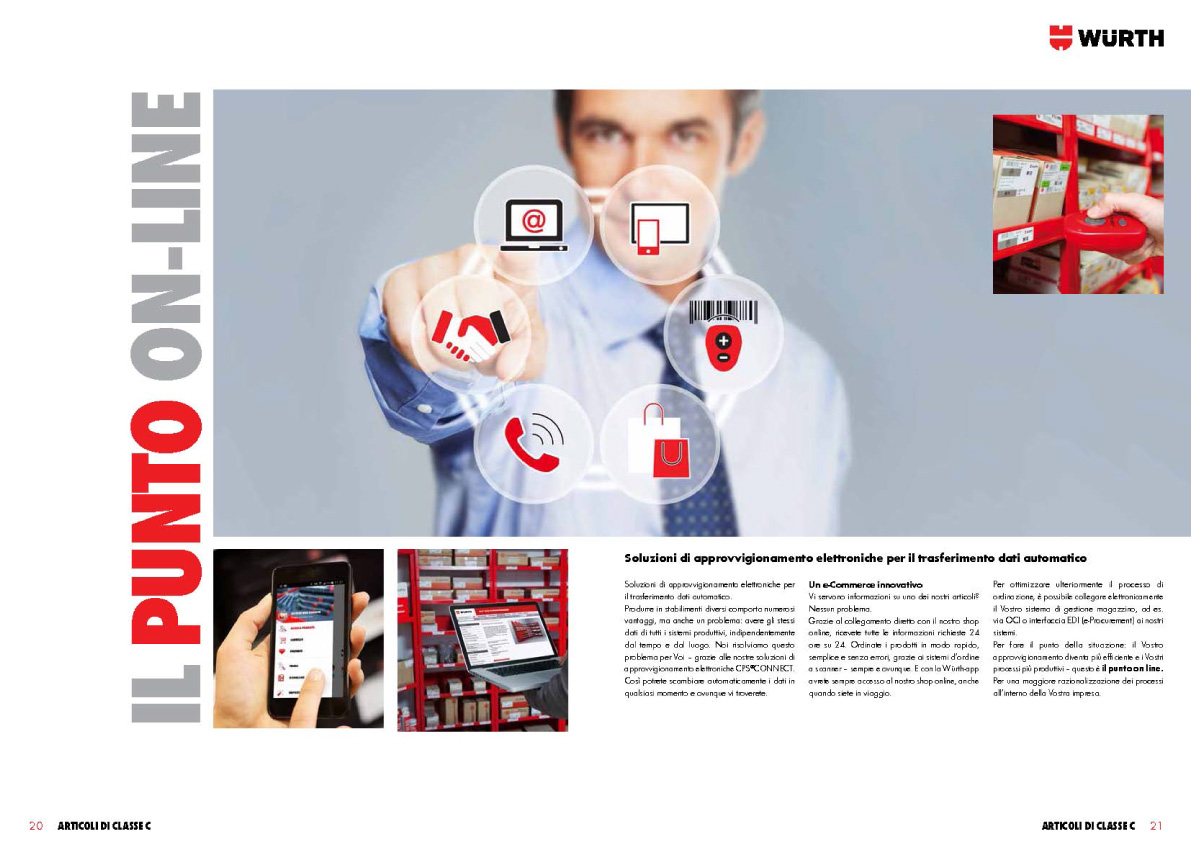 WÜRTH
IL PUNTO ON-LINE
@
WÜRTH
Soluzioni di approvvigionamento elettroniche per il trasferimento dati automatico
Soluzioni di approvvigionamento elettroniche per
il trasferimento dati automatico.
Produrre in stabilimenti diversi comporta numerosi
vantaggi, ma anche un problema: avere gli stessi
dati di tutti i sistemi produttivi, indipendentemente
dal tempo e dal luogo. Noi risolviamo questo
problema per Voi – grazie alle nostre soluzioni di
approvvigionamento elettroniche CPS®CONNECT.
Così potrete scambiare automaticamente i dati in
qualsiasi momento e ovunque vi troverete.
Un e-Commerce innovativo
Vi servono informazioni su uno dei nostri articoli?
Nessun problema.
Grazie al collegamento diretto con il nostro shop
online, ricevete tutte le informazioni richieste 24
ore su 24. Ordinate i prodotti in modo rapido,
semplice e senza errori, grazie ai sistemi d'ordine
a scanner – sempre e ovunque. E con la Würth-app
avrete sempre accesso al nostro shop online, anche
quando siete in viaggio.
Per ottimizzare ulteriormente il processo di
ordinazione, è possibile collegare elettronicamente
il Vostro sistema di gestione magazzino, ad es.
via OCI o interfaccia EDI (e-Procurement) ai nostri
sistemi.
Per fare il punto della situazione: il Vostro
approvvigionamento diventa più efficiente e i Vostri
processi più produttivi – questo è il punto on line.
Per una maggiore razionalizzazione dei processi
all'interno della Vostra impresa.
20 ARTICOLI DI CLASSE C
ARTICOLI DI CLASSE C 21